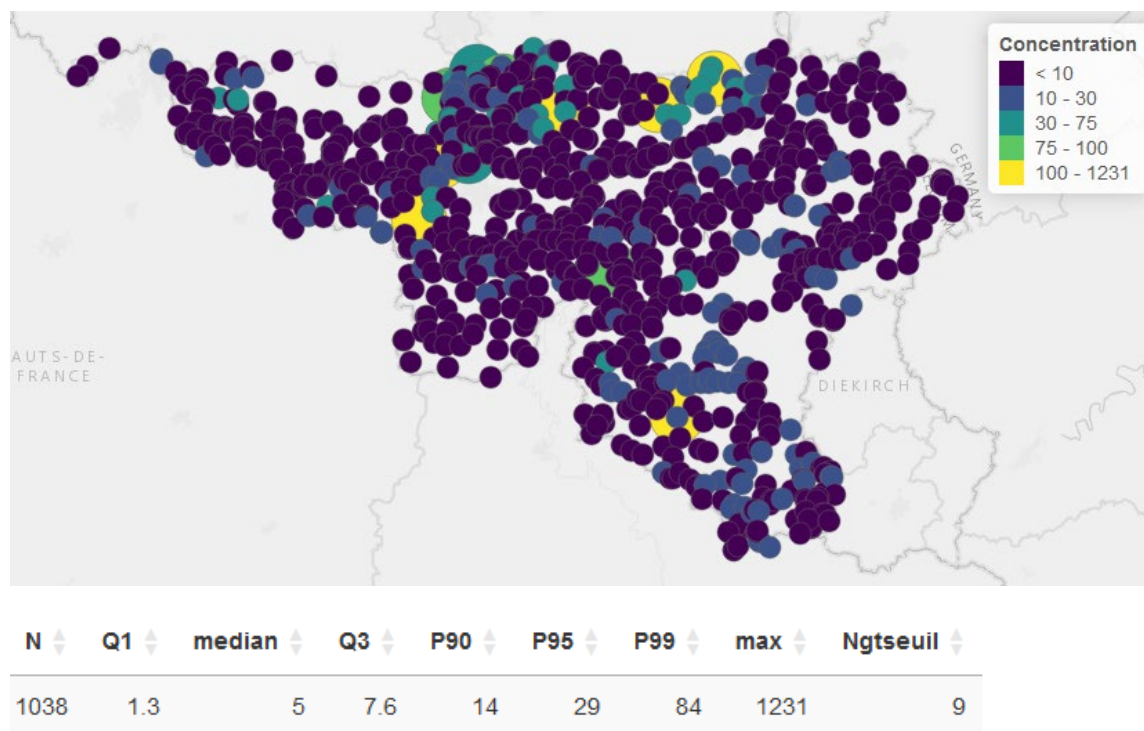 Concentration
< 10
10 - 30
30 - 75
75 - 100
100 - 1231
GERMANY
AUTS-DE-
FRANCE
DIEKIRCH
N Q1 median Q3 P90 P95 P99 max Ngtseuil
1038 1.3 5 7.6 14 29 84 1231 9